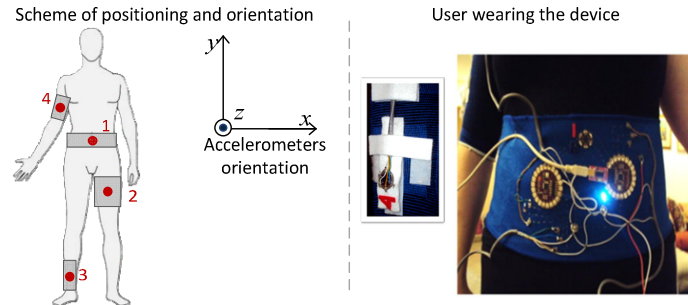 Scheme of positioning and orientation
User wearing the device
y
4
z
x
1
Accelerometers
orientation
2
3